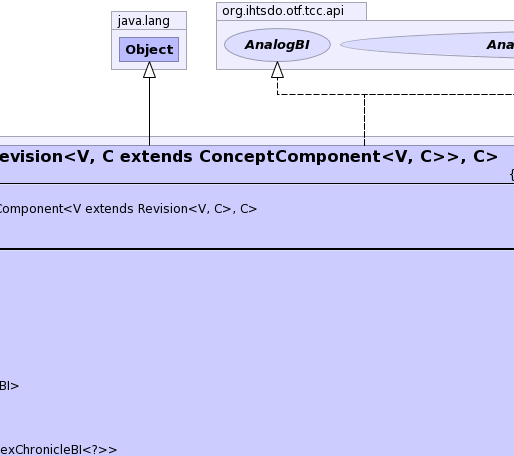 java.lang
org.ihtsdo.otf.tcc.api
Object
AnalogBI
Ana
evision<V, C extends ConceptComponent<V, C>>, C>
{
Component<V extends Revision<V, C>, C>
BI>
exChronicleBI<?>>